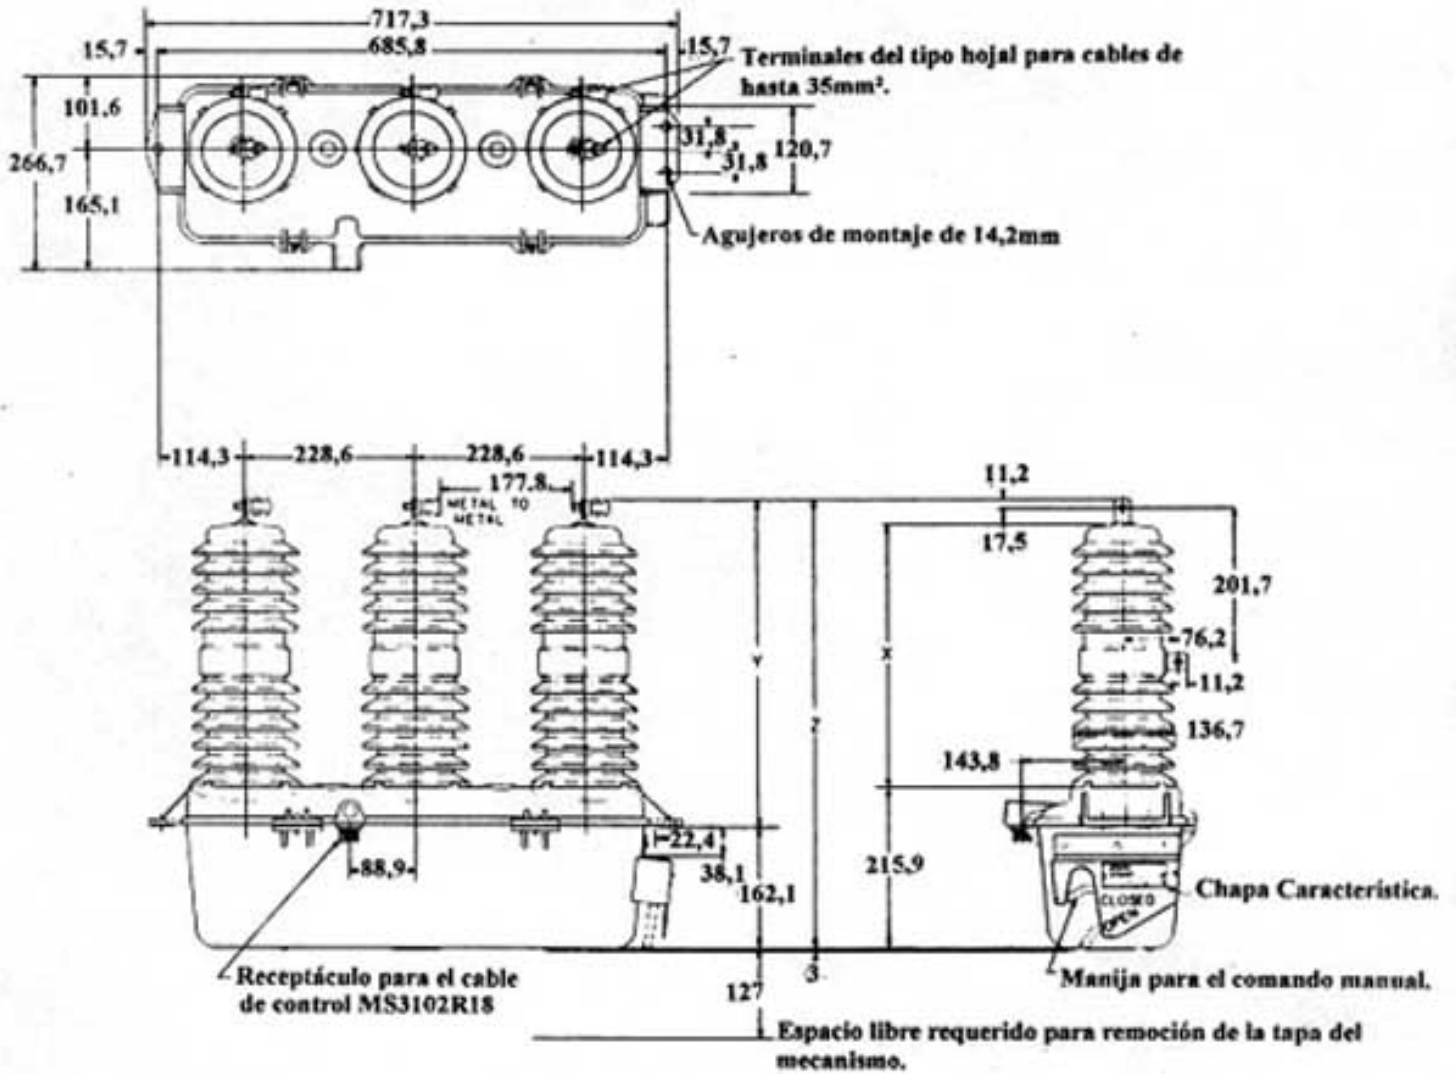 717,3
15,7
685,8
15,7
Terminales del tipo hojal para cables de
hasta 35mm².
101,6
266,7
165,1
31,8
120,7
31,8
Agujeros de montaje de 14,2mm
114,3
228,6
228,6
114,3
177,8
METAL TO
METAL
11,2
17,5
201,7
Y
Z
X
76,2
11,2
136,7
143,8
88,9
22,4
38,1
162,1
215,9
CLOSED
OPEN
Chapa Caracteristica.
Receptáculo para el cable
de control MS3102R18
127
3
Manija para el comando manual.
Espacio libre requerido para remoción de la tapa del
mecanismo.